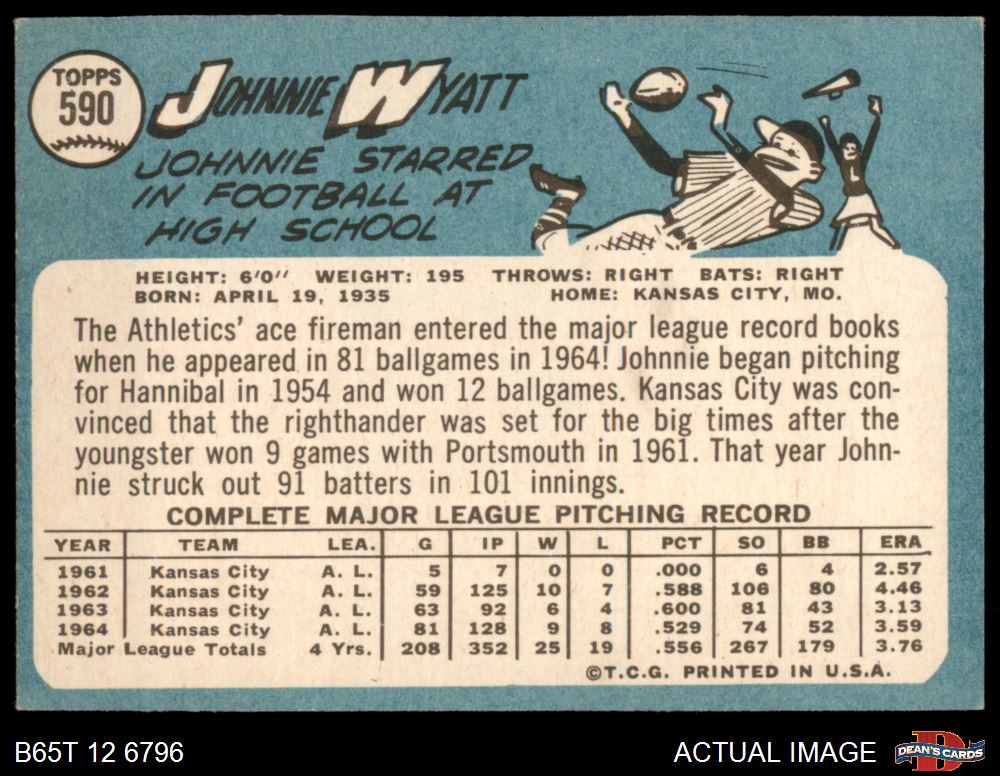 TOPPS
590
JOHNNIE WYATT
JOHNNIE STARRED
IN FOOTBALL AT
HIGH SCHOOL
L
HEIGHT: 6'0" WEIGHT: 195 THROWS: RIGHT BATS: RIGHT
BORN: APRIL 19, 1935 HOME: KANSAS CITY, MO.
The Athletics' ace fireman entered the major league record books
when he appeared in 81 ballgames in 1964! Johnnie began pitching
for Hannibal in 1954 and won 12 ballgames. Kansas City was con-
vinced that the righthander was set for the big times after the
youngster won 9 games with Portsmouth in 1961. That year John-
nie struck out 91 batters in 101 innings.
COMPLETE MAJOR LEAGUE PITCHING RECORD
YEAR TEAM LEA. G IP W L PCT SO BB ERA
1961 Kansas City A. L. 5 7 0 0 .000 6 4 2.57
1962 Kansas City A. L. 59 125 10 7 .588 106 80 4.46
1963 Kansas City A. L. 63 92 6 4 .600 81 43 3.13
1964 Kansas City A. L. 81 128 9 8 .529 74 52 3.59
Major League Totals 4 Yrs. 208 352 25 19 .556 267 179 3.76
©T.C.G. PRINTED IN U.S.A.
B65T 12 6796 ACTUAL IMAGE DEAN'S CARDS